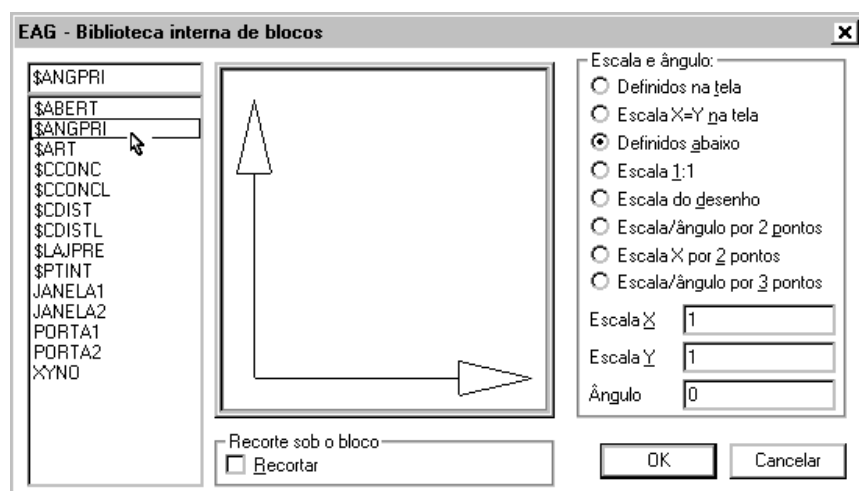 EAG - Biblioteca interna de blocos
$ANGPRI
$ABERT
$ANGPRI
$ART
$CCONC
$CCONCL
$CDIST
$CDISTL
$LAJPRE
$PTINT
JANELA1
JANELA2
PORTA1
PORTA2
XYNO
Recorte sob o bloco
Recortar
Escala e ângulo:
Definidos na tela
Escala X=Y na tela
Definidos abaixo
Escala 1:1
Escala do desenho
Escala/ângulo por 2 pontos
Escala X por 2 pontos
Escala/ângulo por 3 pontos
Escala X 1
Escala Y 1
Ângulo 0
OK Cancelar